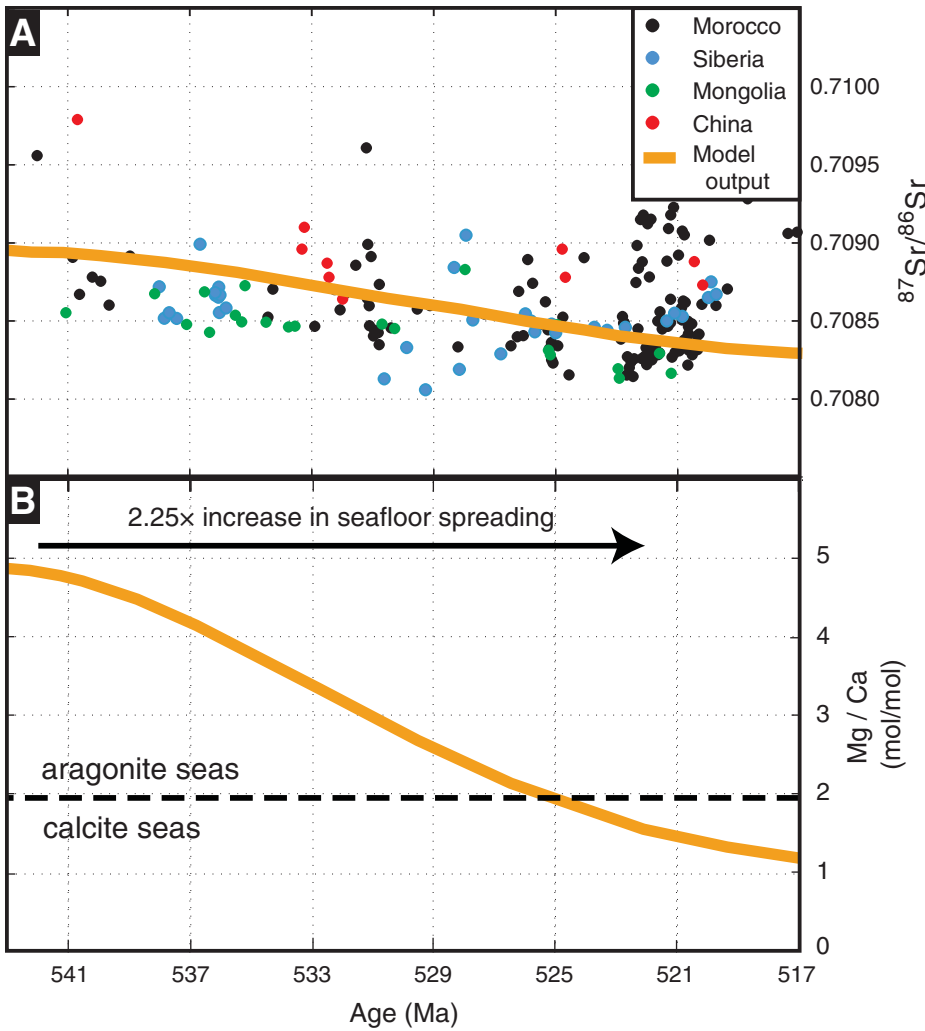 A
Morocco
Siberia
Mongolia
China
Model
output
0.7100
0.7095
0.7090
0.7085
0.7080
87Sr/86Sr
B
2.25× increase in seafloor spreading
aragonite seas
calcite seas
5
4
3
2
1
0
Mg / Ca
(mol/mol)
541
537
533
529
525
521
517
Age (Ma)